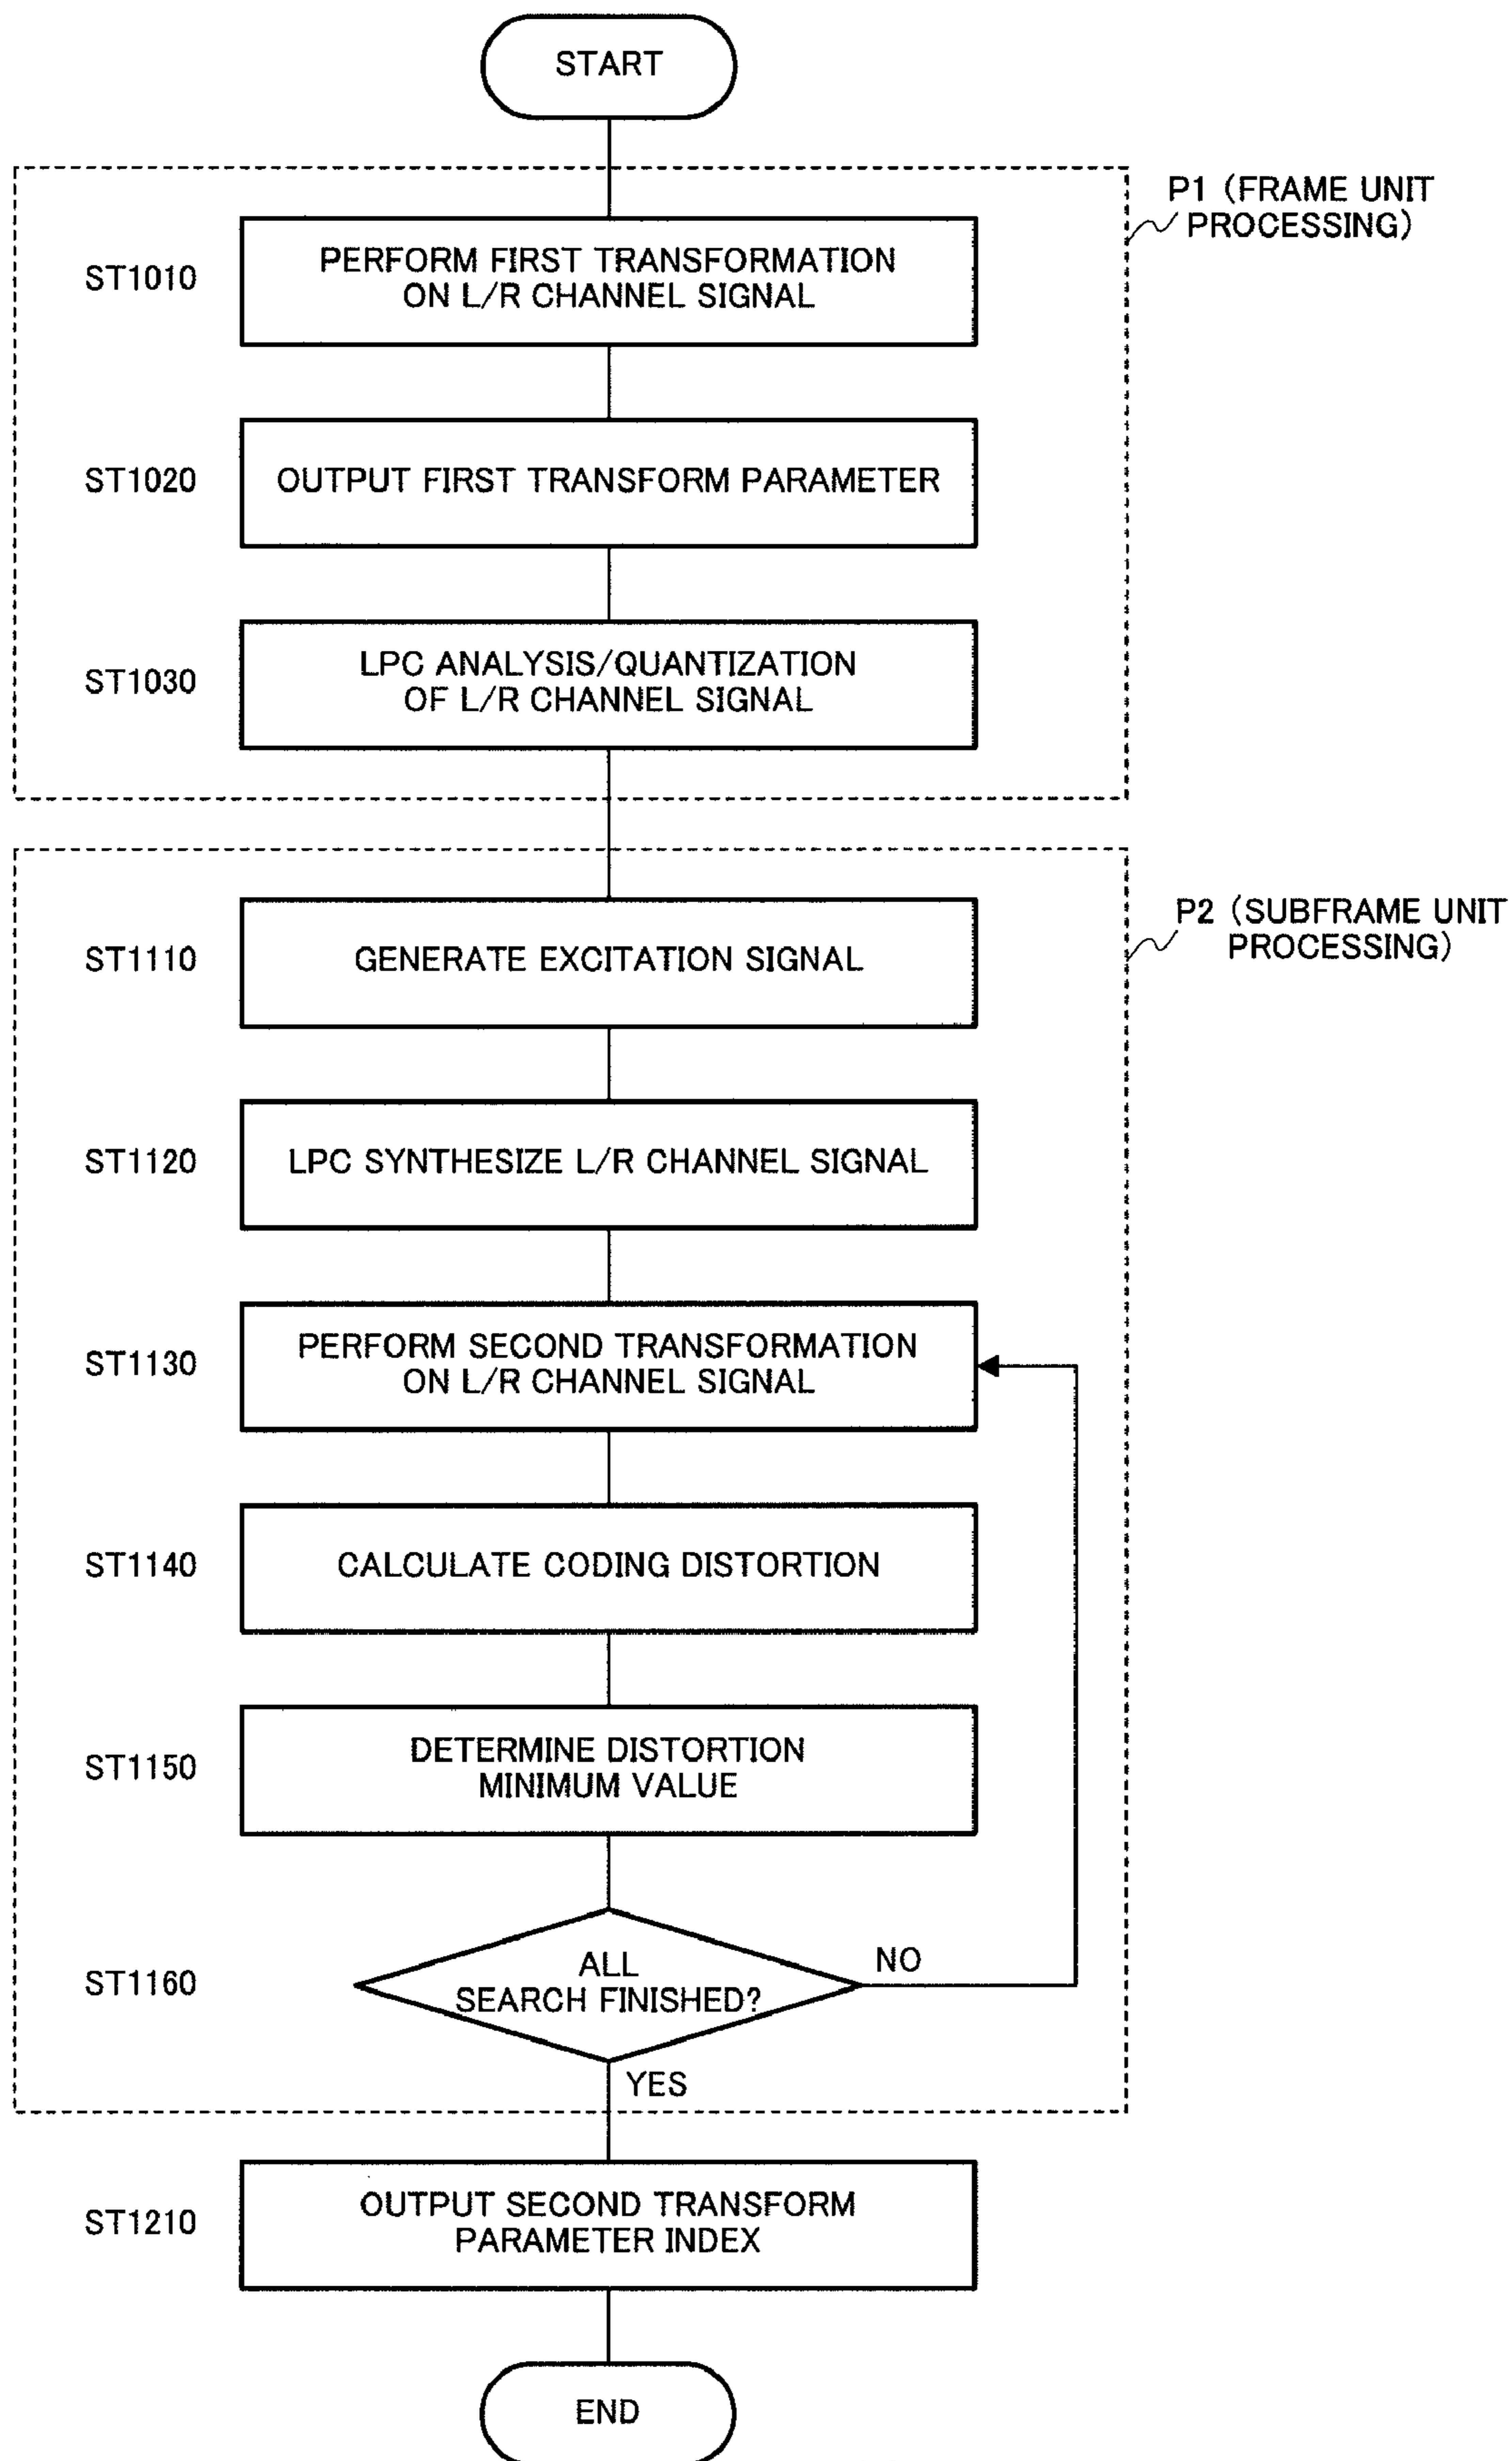 START
P1 (FRAME UNIT
PROCESSING)
ST1010
PERFORM FIRST TRANSFORMATION
ON L/R CHANNEL SIGNAL
ST1020
OUTPUT FIRST TRANSFORM PARAMETER
ST1030
LPC ANALYSIS/QUANTIZATION
OF L/R CHANNEL SIGNAL
P2 (SUBFRAME UNIT
PROCESSING)
ST1110
GENERATE EXCITATION SIGNAL
ST1120
LPC SYNTHESIZE L/R CHANNEL SIGNAL
ST1130
PERFORM SECOND TRANSFORMATION
ON L/R CHANNEL SIGNAL
ST1140
CALCULATE CODING DISTORTION
ST1150
DETERMINE DISTORTION
MINIMUM VALUE
ST1160
ALL
SEARCH FINISHED?
NO
YES
ST1210
OUTPUT SECOND TRANSFORM
PARAMETER INDEX
END